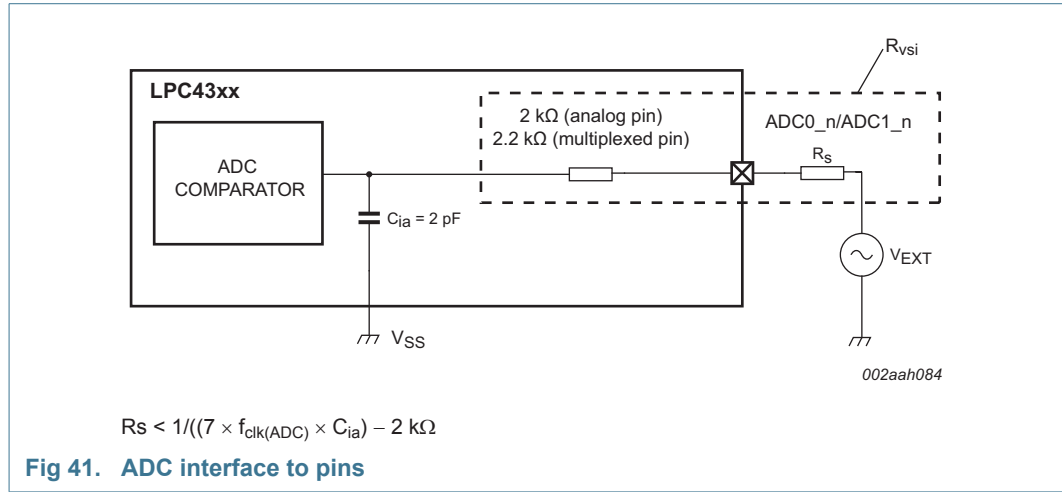 R_vsi
LPC43xx
2 kΩ (analog pin)
2.2 kΩ (multiplexed pin)
ADC0_n/ADC1_n
R_s
ADC
COMPARATOR
C_ia = 2 pF
V_EXT
V_SS
002aah084
Rs < 1/((7 × f_clk(ADC) × C_ia) − 2 kΩ
Fig 41. ADC interface to pins